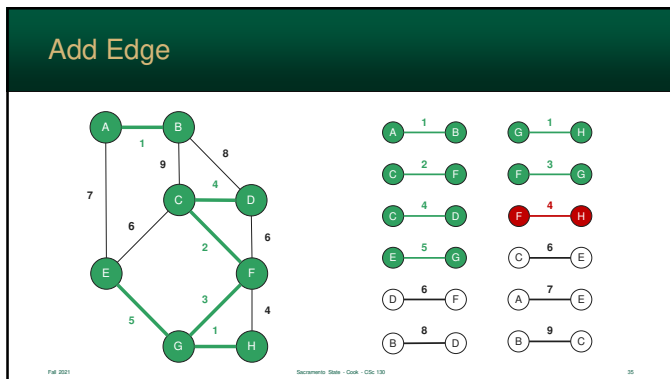 Add Edge
A B
1
9 8
4
7
C D
6
2 6
E F
3
5 4
1
G H
1 1
A B G H
2 3
C F F G
4 4
C D F H
5 6
E G C E
6 7
D F A E
8 9
B D B C
Fall 2021 Sacramento State - Cook - CSc 130 25